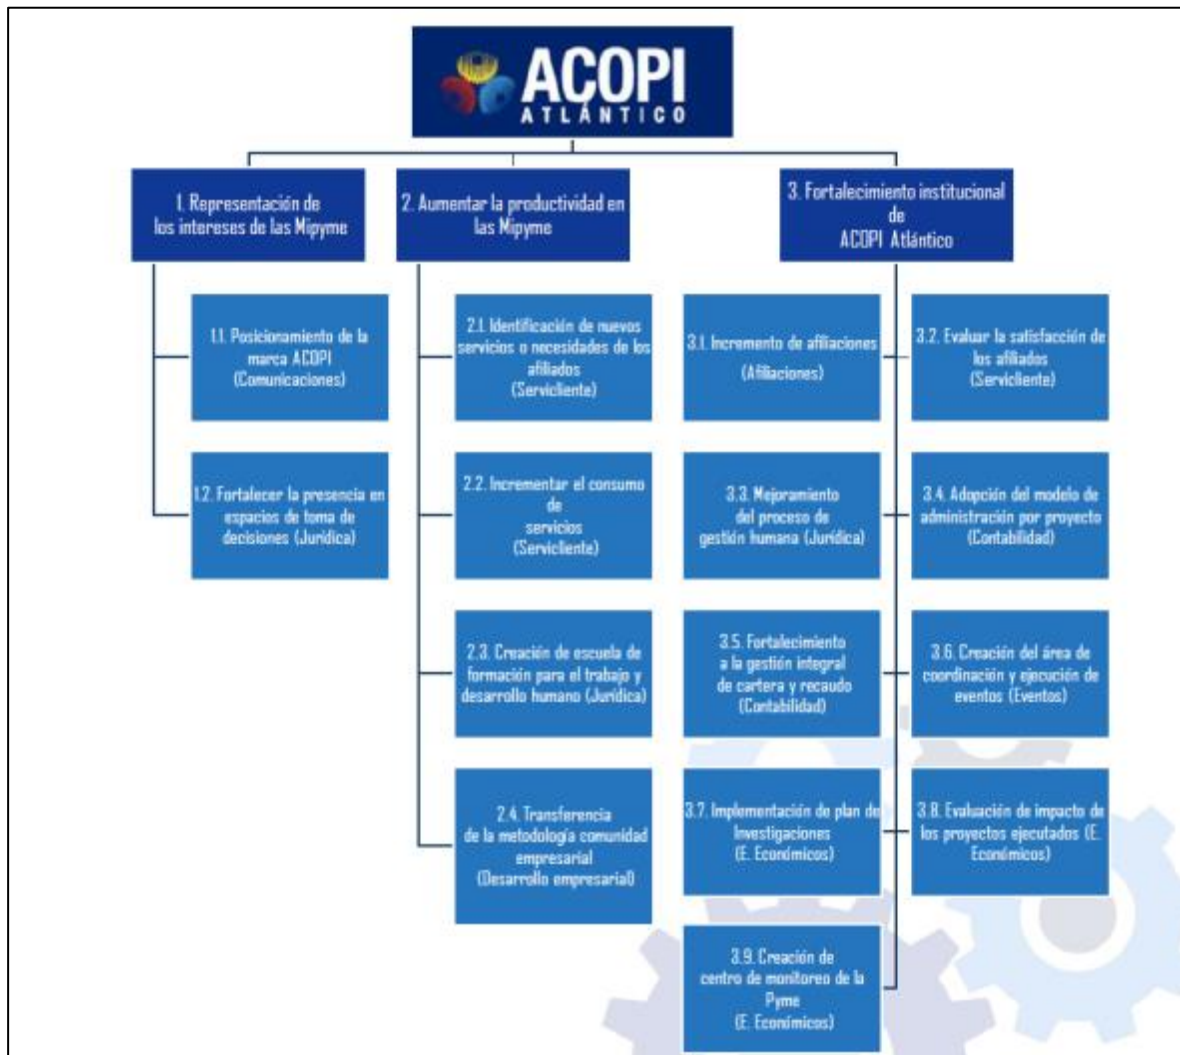 ACOPI
ATLÁNTICO
1. Representación de
los intereses de las Mipyme
2. Aumentar la productividad en
las Mipyme
3. Fortalecimiento institucional
de
ACOPI Atlántico
1.1. Posicionamiento de la
marca ACOPI
(Comunicaciones)
1.2. Fortalecer la presencia en
espacios de toma de
decisiones (Jurídica)
2.1. Identificación de nuevos
servicios o necesidades de los
afiliados
(Servicliente)
2.2. Incrementar el consumo
de
servicios
(Servicliente)
2.3. Creación de escuela de
formación para el trabajo y
desarrollo humano (Jurídica)
2.4. Transferencia
de la metodología comunidad
empresarial
(Desarrollo empresarial)
3.1. Incremento de afiliaciones
(Afiliaciones)
3.2. Evaluar la satisfacción de
los afiliados
(Servicliente)
3.3. Mejoramiento
del proceso de
gestión humana (Jurídica)
3.4. Adopción del modelo de
administración por proyecto
(Contabilidad)
3.5. Fortalecimiento
a la gestión integral
de cartera y recaudo
(Contabilidad)
3.6. Creación del área de
coordinación y ejecución de
eventos (Eventos)
3.7. Implementación de plan de
Investigaciones
(E. Económicos)
3.8. Evaluación de impacto de
los proyectos ejecutados (E.
Económicos)
3.9. Creación de
centro de monitoreo de la
Pyme
(E. Económicos)